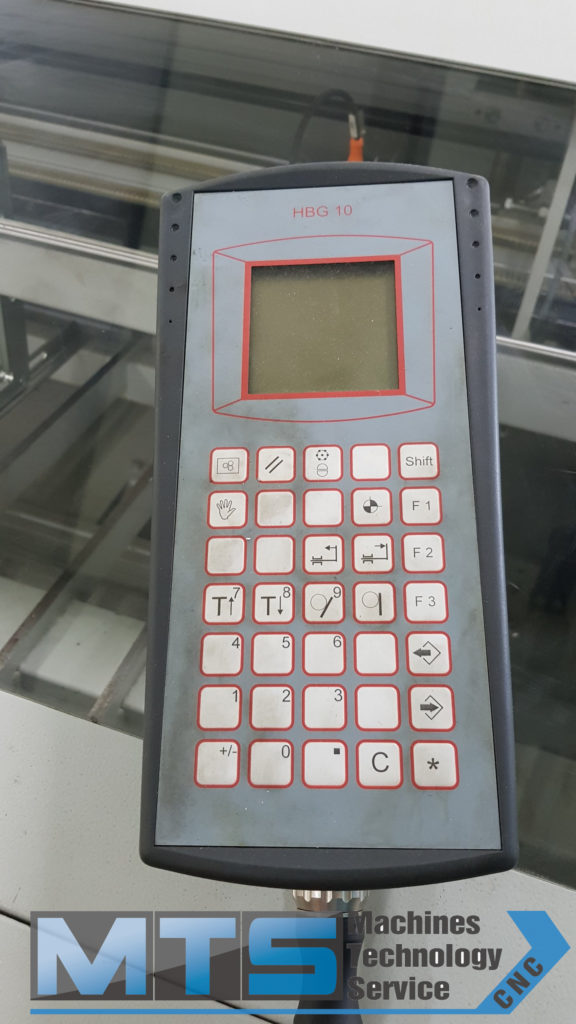 HBG 10
Shift
F 1
F 2
T 7
T 8
9
F 3
4
5
6
1
2
3
+/-
0
.
C
*
MTS
Machines
Technology
Service
CNC